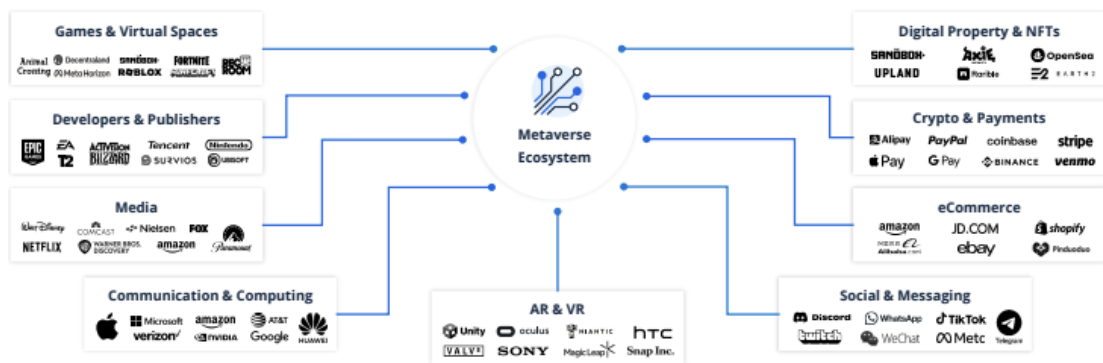 Games & Virtual Spaces
Animal Crossing Decentraland SANDBOX FORTNITE REC ROOM
Meta Horizon ROBLOX
Digital Property & NFTs
SANDBOX AXIE OpenSea
UPLAND Rarible E2 EARTH2
Developers & Publishers
EPIC GAMES EA ACTIVISION BLIZZARD Tencent Nintendo
T2 SURVIOS UBISOFT
Crypto & Payments
Alipay PayPal coinbase stripe
Pay G Pay BINANCE venmo
Metaverse
Ecosystem
Media
WALT DISNEY COMCAST Nielsen FOX Paramount
NETFLIX WARNER BROS. DISCOVERY amazon
eCommerce
amazon JD.COM shopify
Alibaba.com ebay Pinduoduo
Communication & Computing
Microsoft amazon AT&T HUAWEI
verizon NVIDIA Google
AR & VR
Unity oculus NIANTIC hTC
VALVE SONY Magic Leap Snap Inc.
Social & Messaging
Discord WhatsApp TikTok Telegram
twitch WeChat Meta